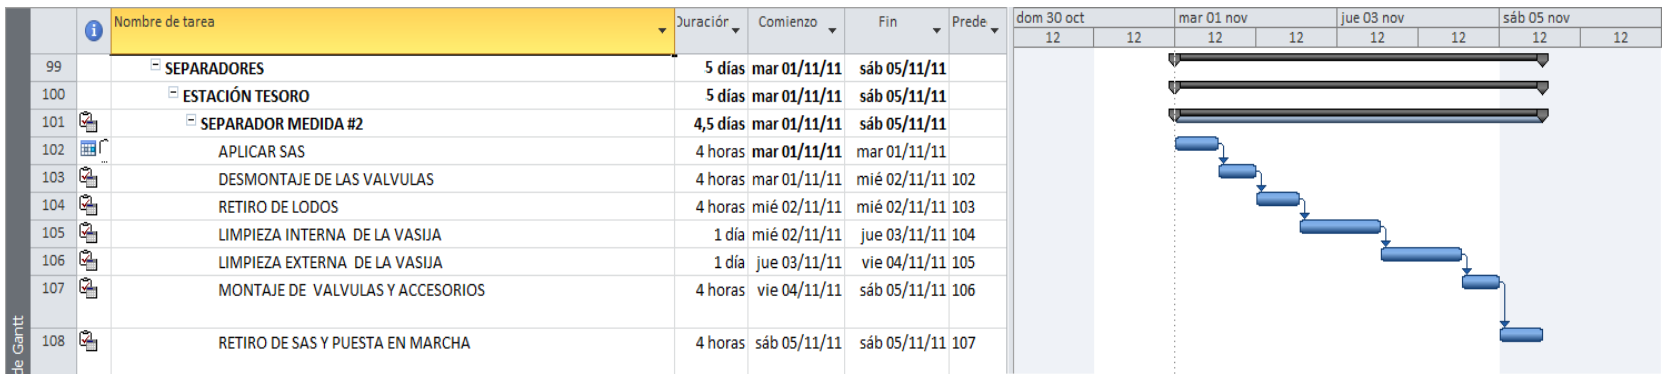 Nombre de tarea Duración Comienzo Fin Prede dom 30 oct mar 01 nov jue 03 nov sáb 05 nov
12 12 12 12 12 12 12 12
99 SEPARADORES 5 días mar 01/11/11 sáb 05/11/11
100 ESTACIÓN TESORO 5 días mar 01/11/11 sáb 05/11/11
101 SEPARADOR MEDIDA #2 4,5 días mar 01/11/11 sáb 05/11/11
102 APLICAR SAS 4 horas mar 01/11/11 mar 01/11/11
103 DESMONTAJE DE LAS VALVULAS 4 horas mar 01/11/11 mié 02/11/11 102
104 RETIRO DE LODOS 4 horas mié 02/11/11 mié 02/11/11 103
105 LIMPIEZA INTERNA DE LA VASIJA 1 día mié 02/11/11 jue 03/11/11 104
106 LIMPIEZA EXTERNA DE LA VASIJA 1 día jue 03/11/11 vie 04/11/11 105
107 MONTAJE DE VALVULAS Y ACCESORIOS 4 horas vie 04/11/11 sáb 05/11/11 106
108 RETIRO DE SAS Y PUESTA EN MARCHA 4 horas sáb 05/11/11 sáb 05/11/11 107
de Gantt